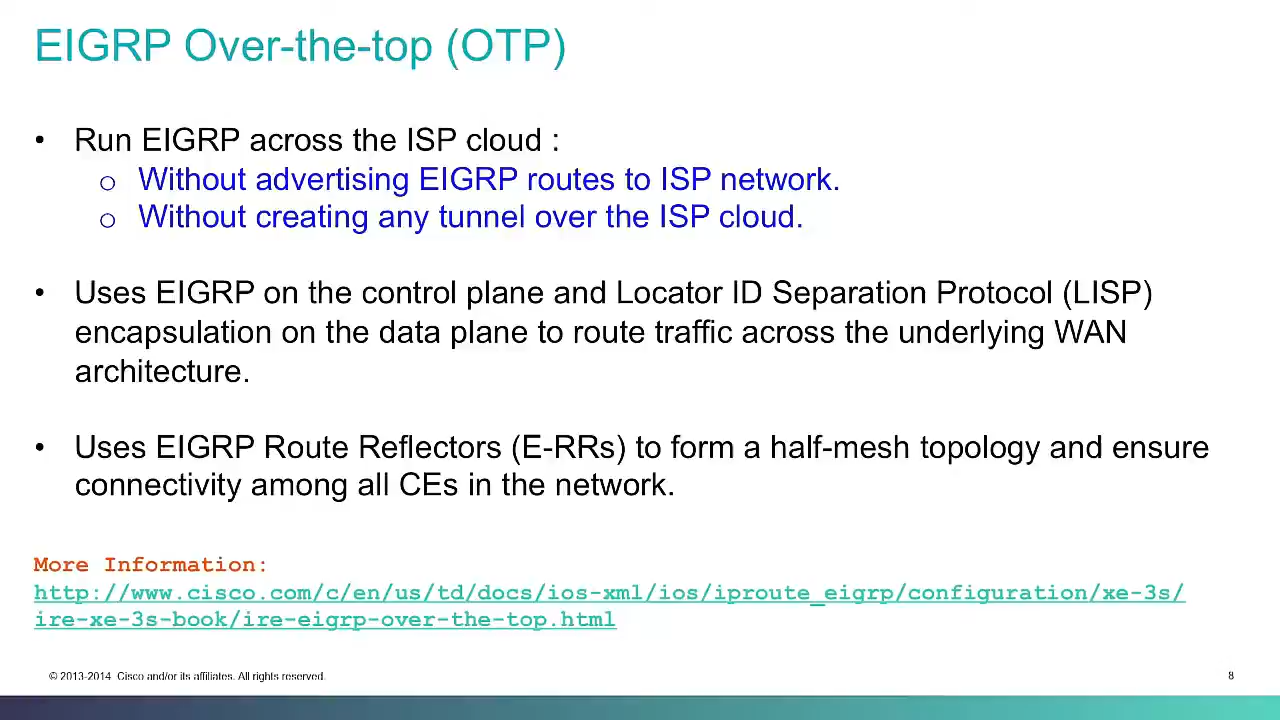 EIGRP Over-the-top (OTP)
• Run EIGRP across the ISP cloud :
o Without advertising EIGRP routes to ISP network.
o Without creating any tunnel over the ISP cloud.
• Uses EIGRP on the control plane and Locator ID Separation Protocol (LISP)
encapsulation on the data plane to route traffic across the underlying WAN
architecture.
• Uses EIGRP Route Reflectors (E-RRs) to form a half-mesh topology and ensure
connectivity among all CEs in the network.
More Information:
http://www.cisco.com/c/en/us/td/docs/ios-xml/ios/iproute_eigrp/configuration/xe-3s/
ire-xe-3s-book/ire-eigrp-over-the-top.html
© 2013-2014 Cisco and/or its affiliates. All rights reserved.
8